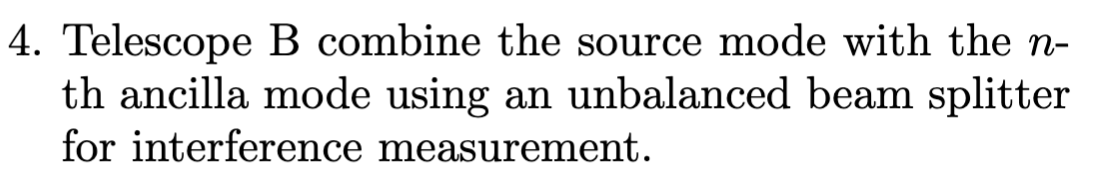 4. Telescope B combine the source mode with the n-
th ancilla mode using an unbalanced beam splitter
for interference measurement.